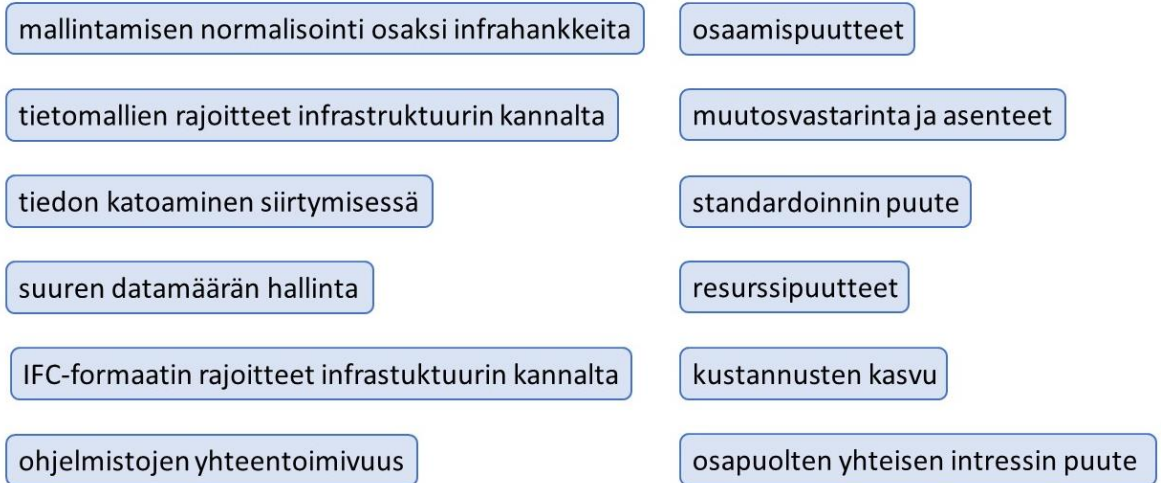 mallintamisen normalisointi osaksi infrahankkeita
osaamispuutteet
tietomallien rajoitteet infrastruktuurin kannalta
muutosvastarinta ja asenteet
tiedon katoaminen siirtymisessä
standardoinnin puute
suuren datamäärän hallinta
resurssipuutteet
IFC-formaatin rajoitteet infrastuktuurin kannalta
kustannusten kasvu
ohjelmistojen yhteentoimivuus
osapuolten yhteisen intressin puute